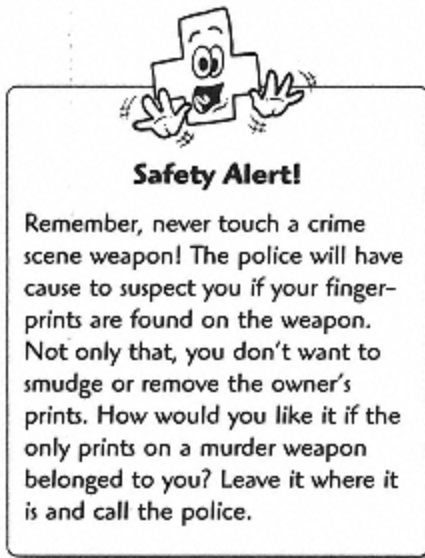 Safety Alert!
Remember, never touch a crime
scene weapon! The police will have
cause to suspect you if your finger-
prints are found on the weapon.
Not only that, you don't want to
smudge or remove the owner's
prints. How would you like it if the
only prints on a murder weapon
belonged to you? Leave it where it
is and call the police.